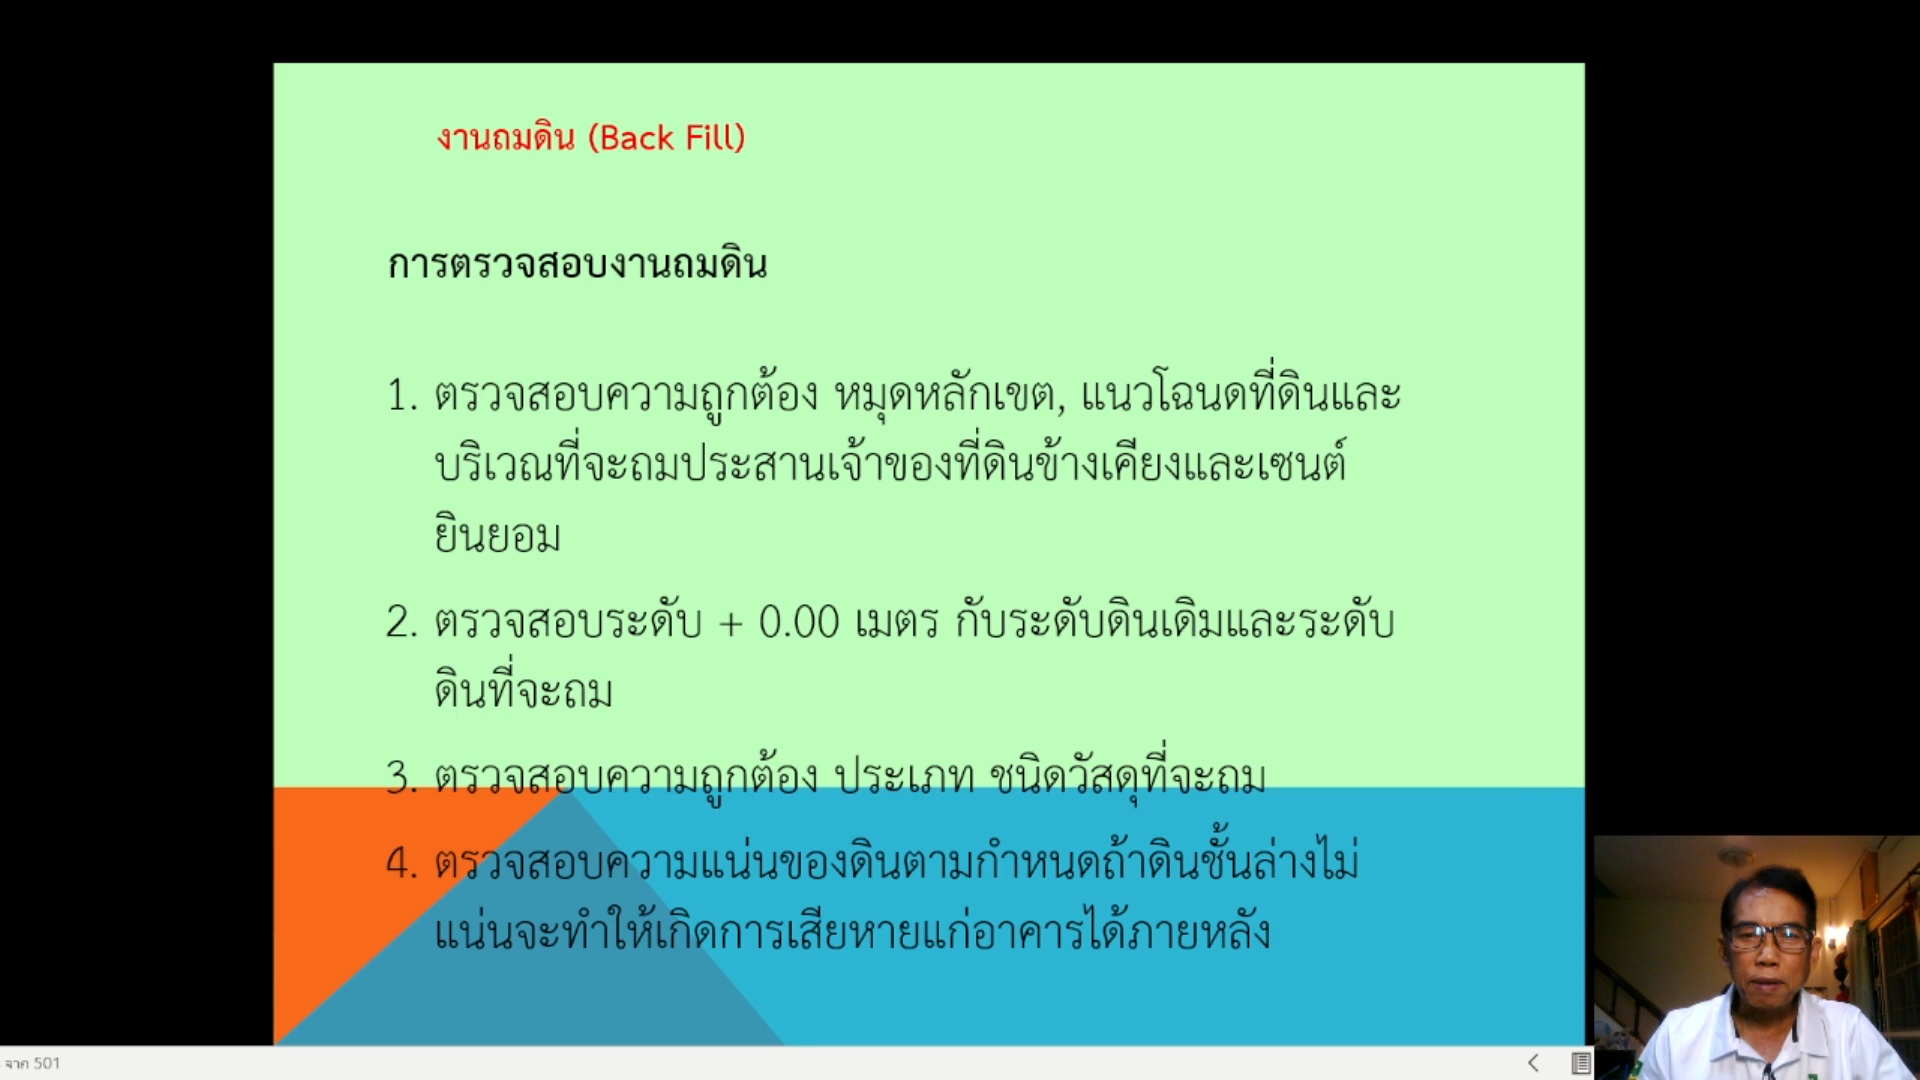 งานถมดิน (Back Fill)
การตรวจสอบงานถมดิน
1. ตรวจสอบความถูกต้อง หมุดหลักเขต, แนวโฉนดที่ดินและ
บริเวณที่จะถมประสานเจ้าของที่ดินข้างเคียงและเซนต์
ยินยอม
2. ตรวจสอบระดับ + 0.00 เมตร กับระดับดินเดิมและระดับ
ดินที่จะถม
3. ตรวจสอบความถูกต้อง ประเภท ชนิดวัสดุที่จะถม
4. ตรวจสอบความแน่นของดินตามกำหนดถ้าดินชั้นล่างไม่
แน่นจะทำให้เกิดการเสียหายแก่อาคารได้ภายหลัง
จาก 501